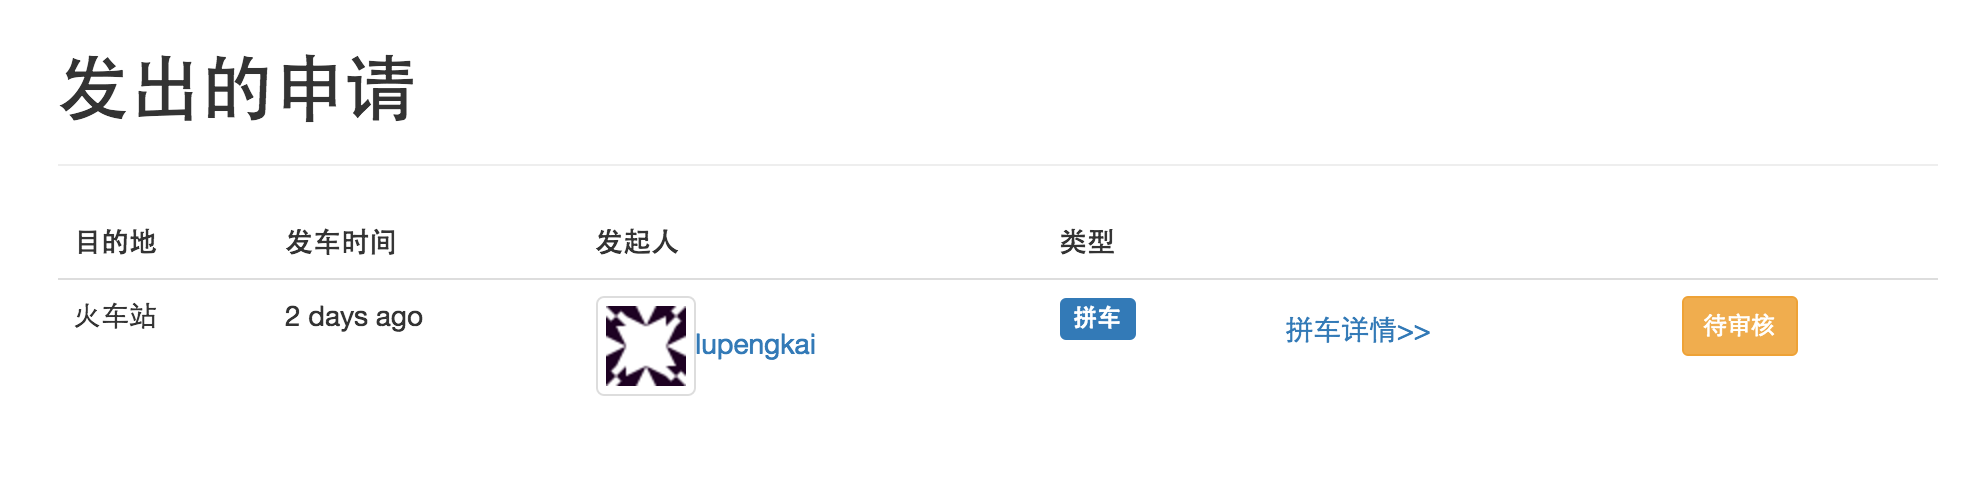 发出的申请
目的地 发车时间 发起人 类型
火车站 2 days ago lupengkai 拼车 拼车详情>> 待审核